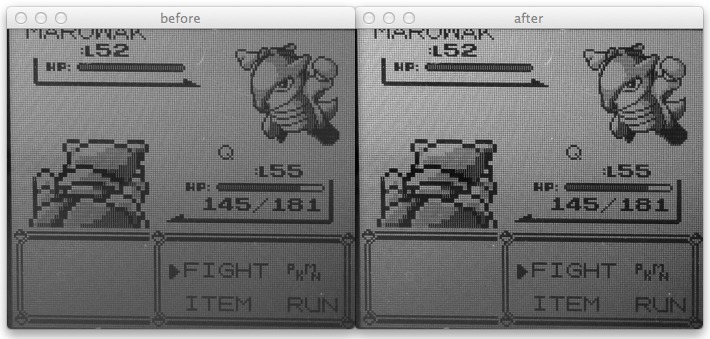 before
MAROWAK
:L52
HP:
:L55
HP:
145/181
FIGHT PKMN
ITEM RUN
after
MAROWAK
:L52
HP:
:L55
HP:
145/181
FIGHT PKMN
ITEM RUN